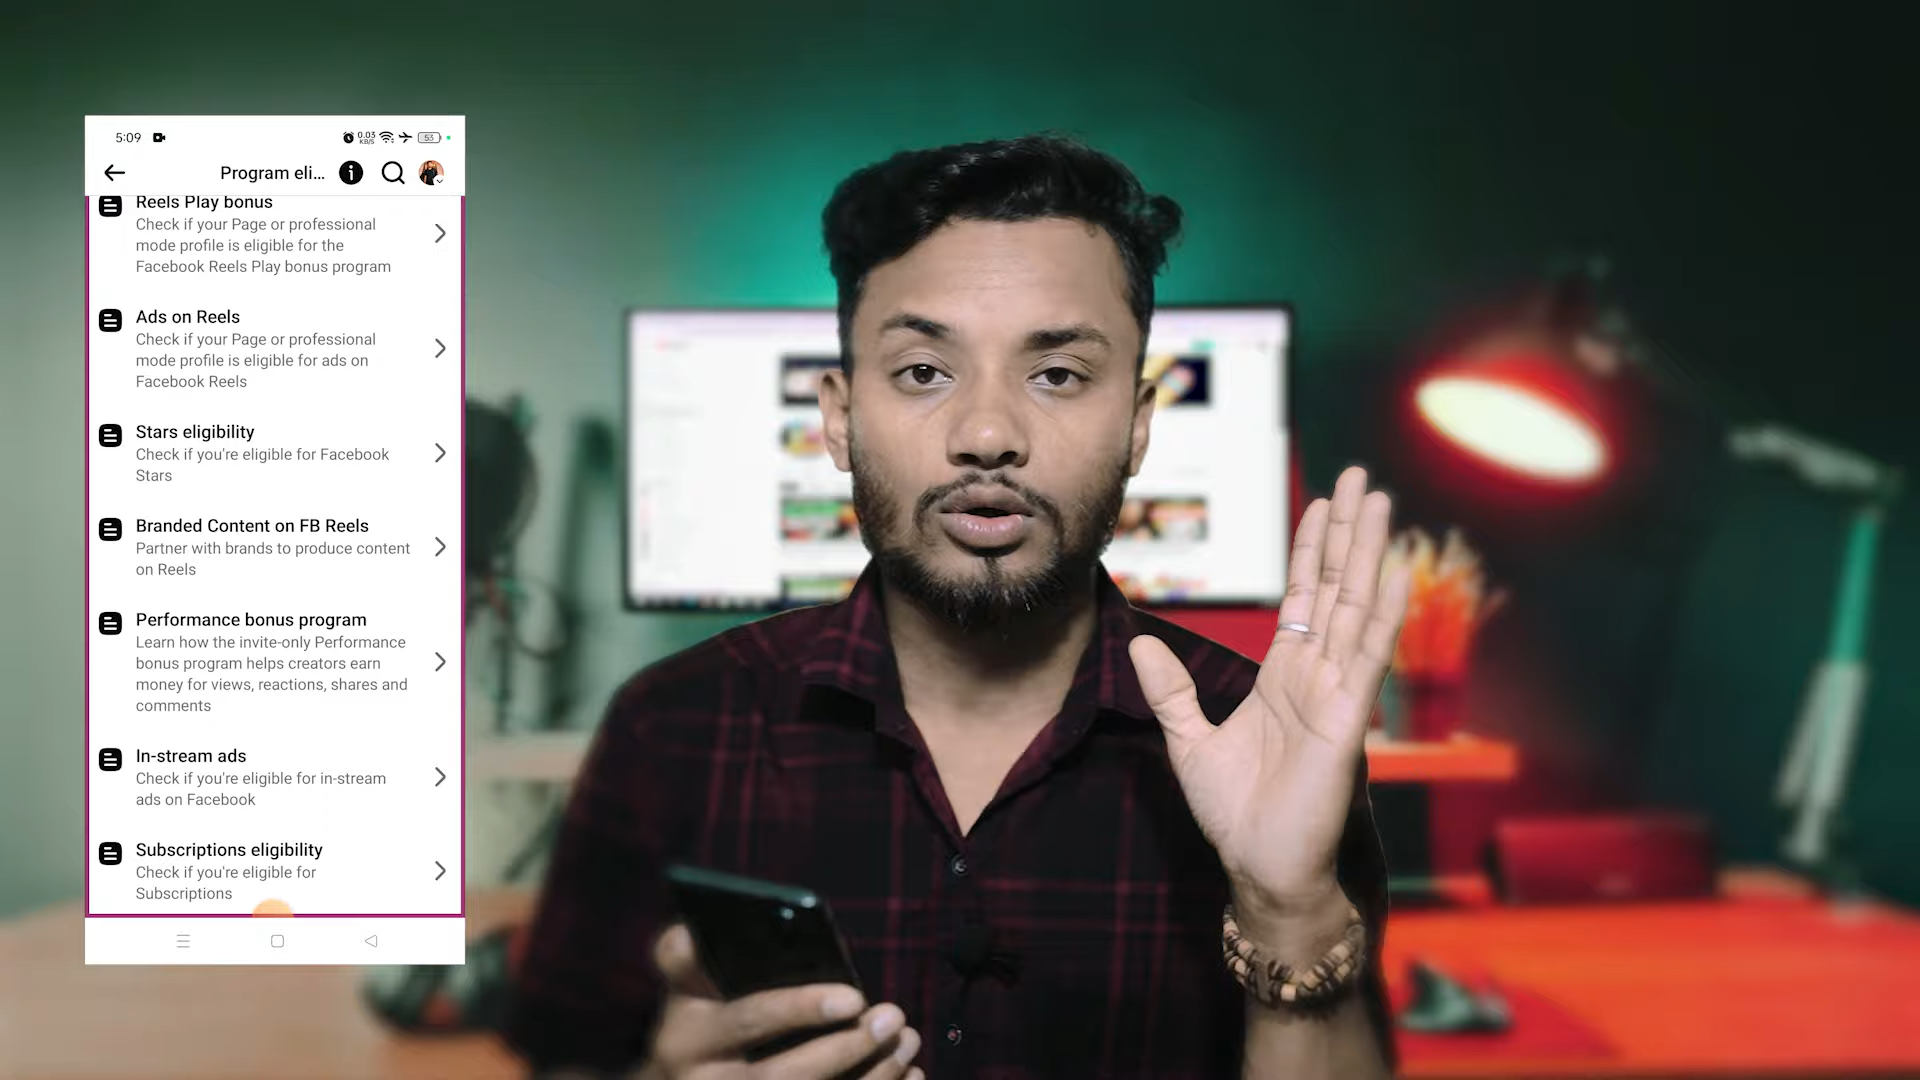 5:09
0.03
KB/S
53
Program eli...
Reels Play bonus
Check if your Page or professional
mode profile is eligible for the
Facebook Reels Play bonus program
Ads on Reels
Check if your Page or professional
mode profile is eligible for ads on
Facebook Reels
Stars eligibility
Check if you're eligible for Facebook
Stars
Branded Content on FB Reels
Partner with brands to produce content
on Reels
Performance bonus program
Learn how the invite-only Performance
bonus program helps creators earn
money for views, reactions, shares and
comments
In-stream ads
Check if you're eligible for in-stream
ads on Facebook
Subscriptions eligibility
Check if you're eligible for
Subscriptions